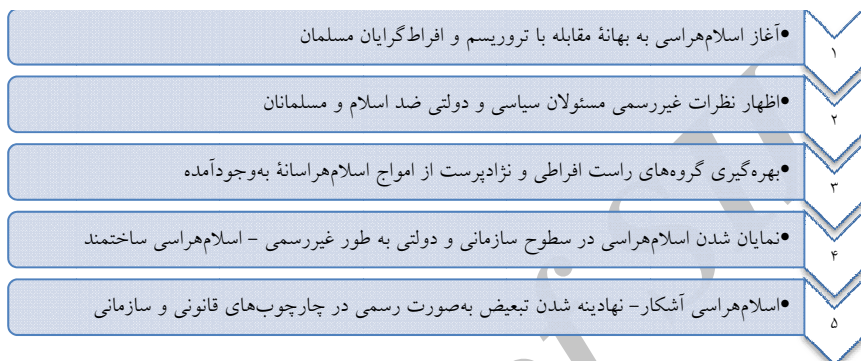 •آغاز اسلام‌هراسی به بهانهٔ مقابله با تروریسم و افراط‌گرایان مسلمان
۱
•اظهار نظرات غیررسمی مسئولان سیاسی و دولتی ضد اسلام و مسلمانان
۲
•بهره‌گیری گروه‌های راست افراطی و نژادپرست از امواج اسلام‌هراسانهٔ به‌وجودآمده
۳
•نمایان شدن اسلام‌هراسی در سطوح سازمانی و دولتی به طور غیررسمی – اسلام‌هراسی ساختمند
۴
•اسلام‌هراسی آشکار– نهادینه شدن تبعیض به‌صورت رسمی در چارچوب‌های قانونی و سازمانی
۵